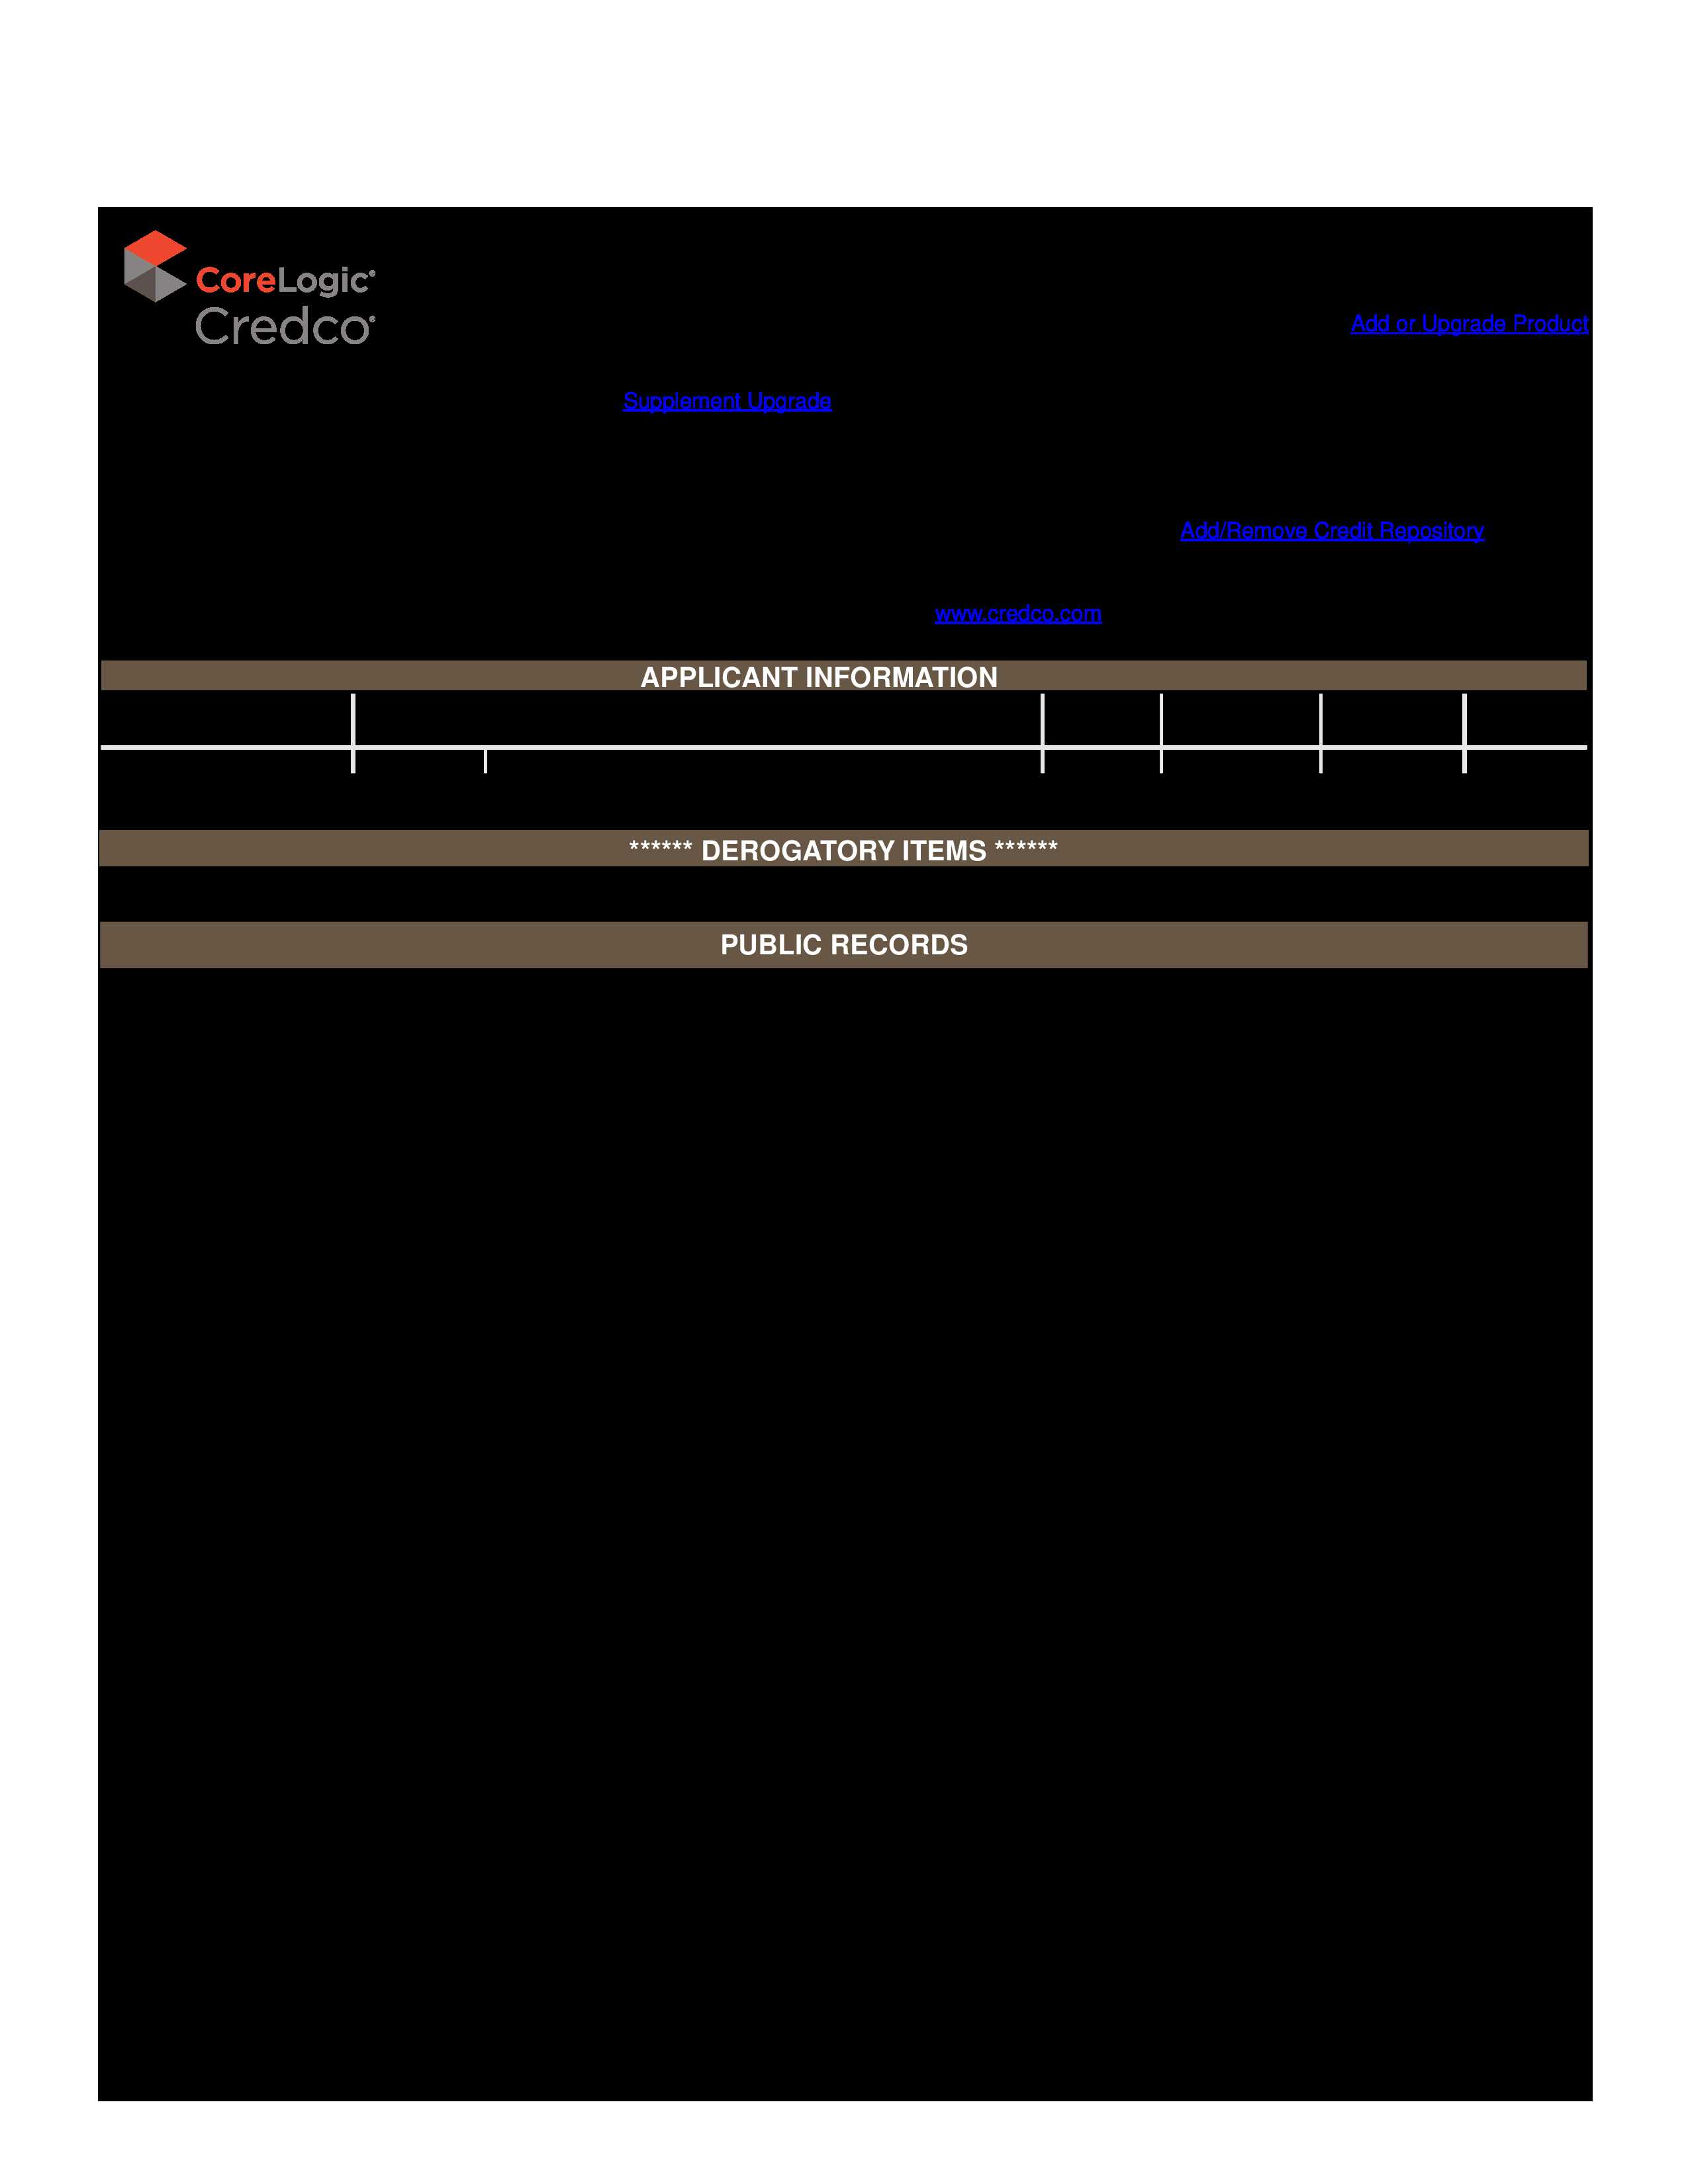 CoreLogic
Credco
Add or Upgrade Product
Supplement Upgrade
Add/Remove Credit Repository
www.credco.com
APPLICANT INFORMATION
****** DEROGATORY ITEMS ******
PUBLIC RECORDS